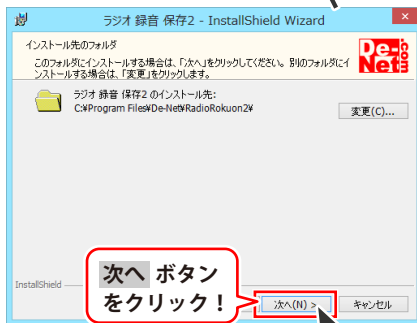 ラジオ 録音 保存2 - InstallShield Wizard
インストール先のフォルダ
このフォルダにインストールする場合は、「次へ」をクリックしてください。別のフォルダにイ
ンストールする場合は、「変更」をクリックします。
De-
Net.com
ラジオ 録音 保存2 のインストール先:
C:¥Program Files¥De-Net¥RadioRokuon2¥
変更(C)...
次へ ボタン
をクリック!
InstallShield
次へ(N) >
キャンセル